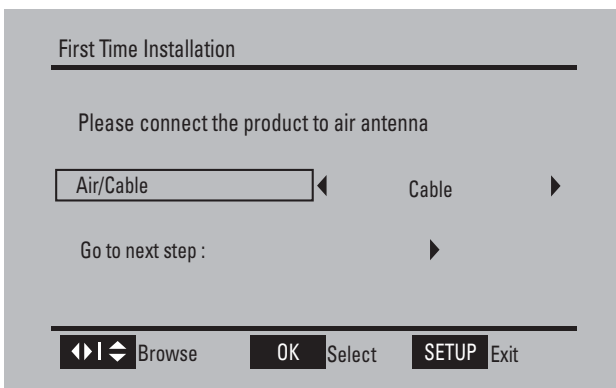 First Time Installation
Please connect the product to air antenna
Air/Cable Cable
Go to next step :
Browse OK Select SETUP Exit